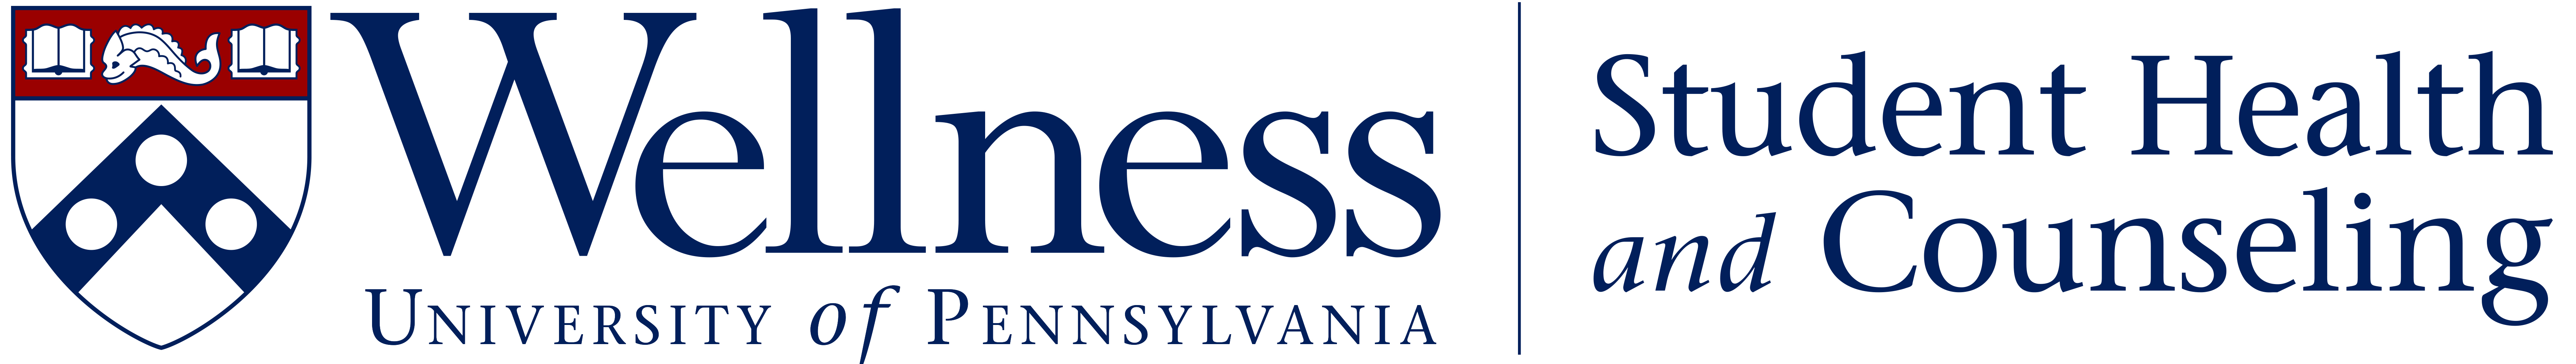 Wellness
UNIVERSITY of PENNSYLVANIA
Student Health
and Counseling